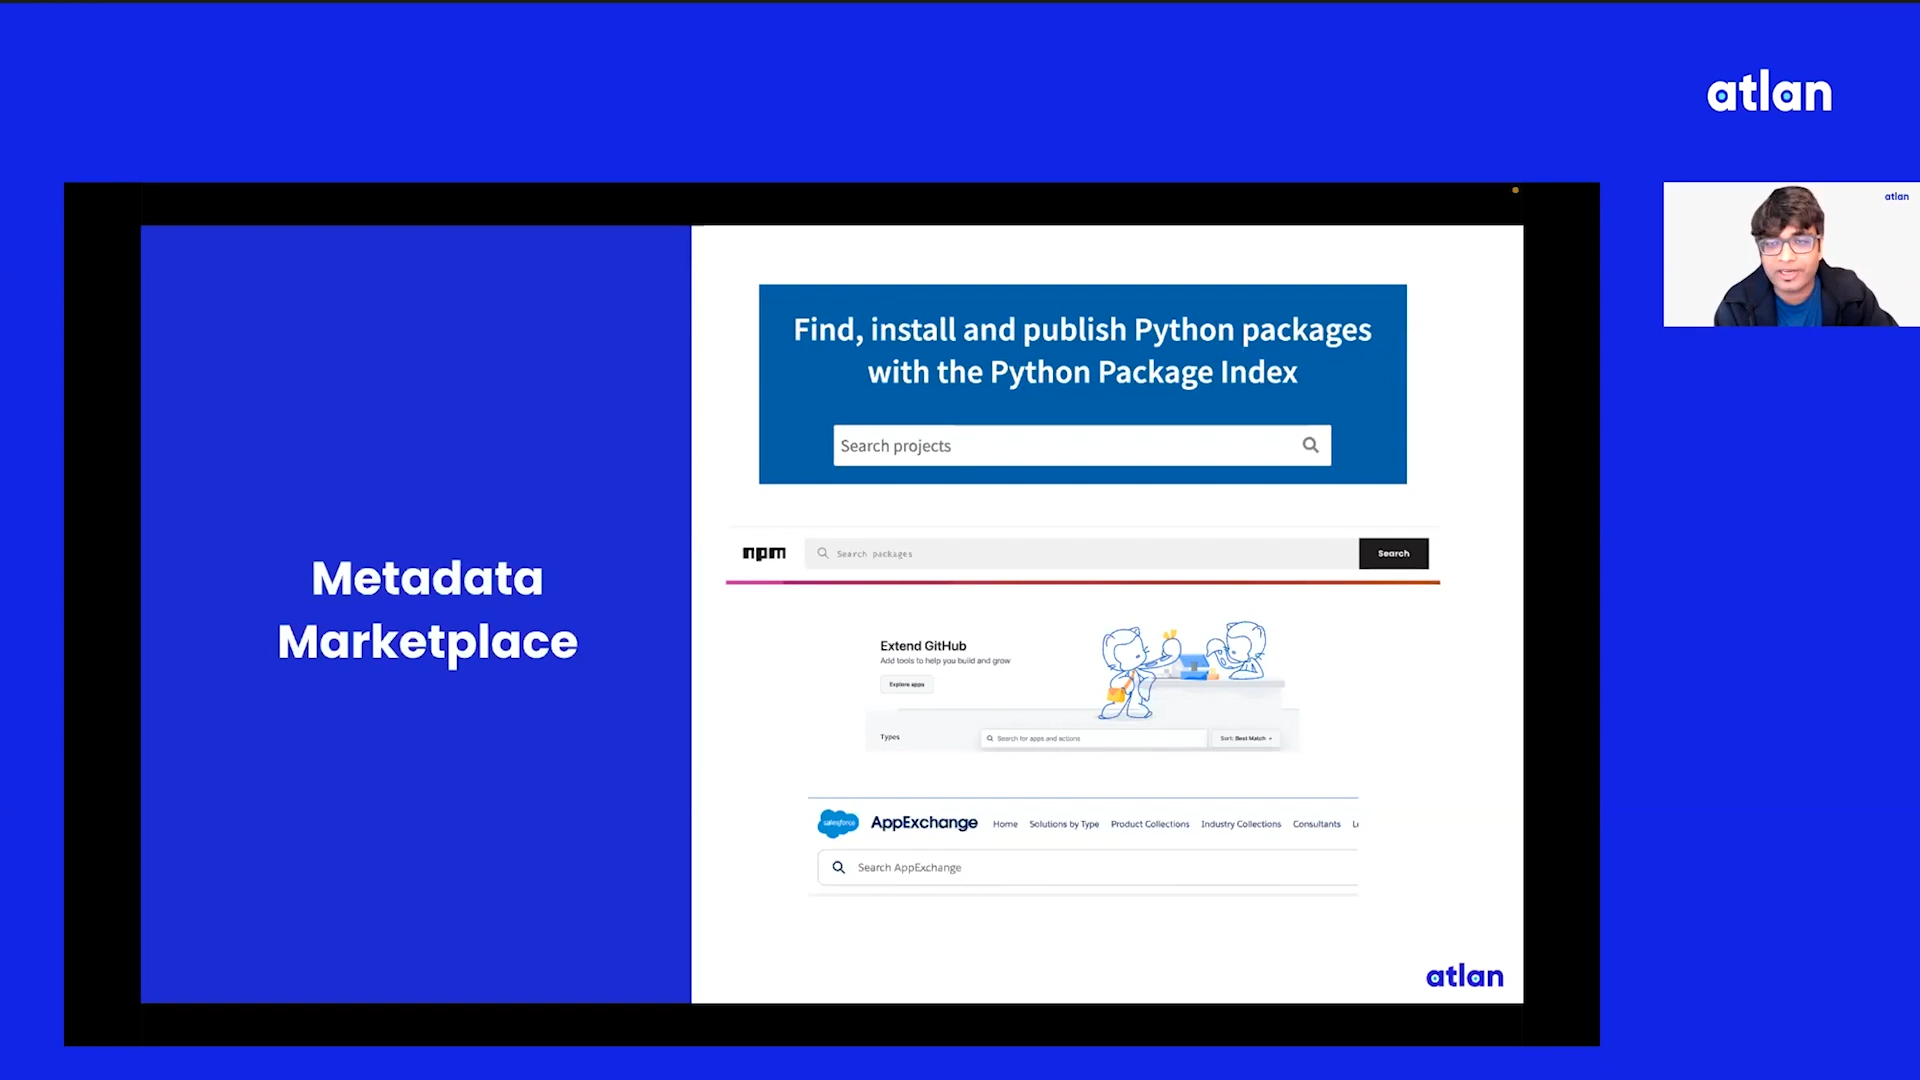 atlan
atlan
Metadata
Marketplace
Find, install and publish Python packages
with the Python Package Index
Search projects
npm
Search packages
Search
Extend GitHub
Add tools to help you build and grow
Explore apps
Types
Search for apps and actions
Sort: Best Match
salesforce
AppExchange
Home
Solutions by Type
Product Collections
Industry Collections
Consultants
Search AppExchange
atlan